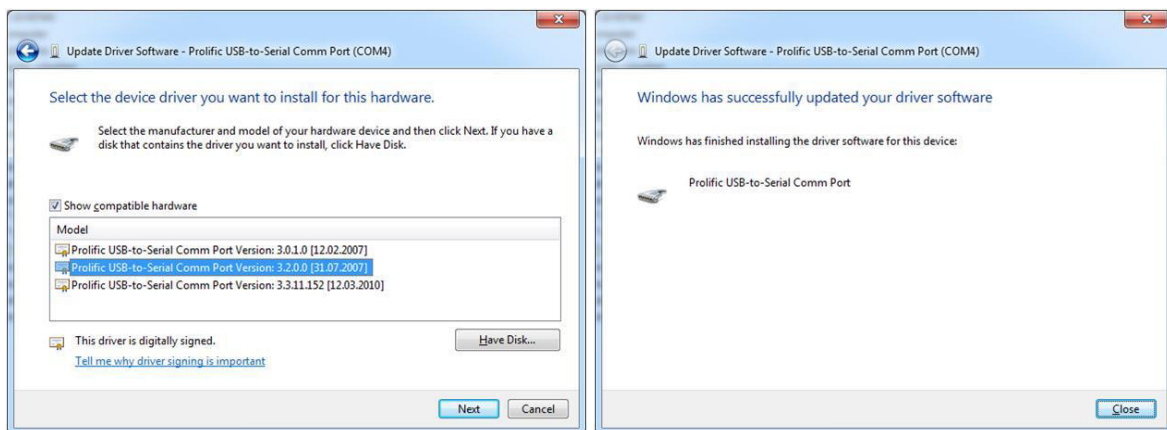 Update Driver Software - Prolific USB-to-Serial Comm Port (COM4)
Select the device driver you want to install for this hardware.
Select the manufacturer and model of your hardware device and then click Next. If you have a
disk that contains the driver you want to install, click Have Disk.
Show compatible hardware
Model
Prolific USB-to-Serial Comm Port Version: 3.0.1.0 [12.02.2007]
Prolific USB-to-Serial Comm Port Version: 3.2.0.0 [31.07.2007]
Prolific USB-to-Serial Comm Port Version: 3.3.11.152 [12.03.2010]
This driver is digitally signed.
Have Disk...
Tell me why driver signing is important
Next
Cancel
Update Driver Software - Prolific USB-to-Serial Comm Port (COM4)
Windows has successfully updated your driver software
Windows has finished installing the driver software for this device:
Prolific USB-to-Serial Comm Port
Close